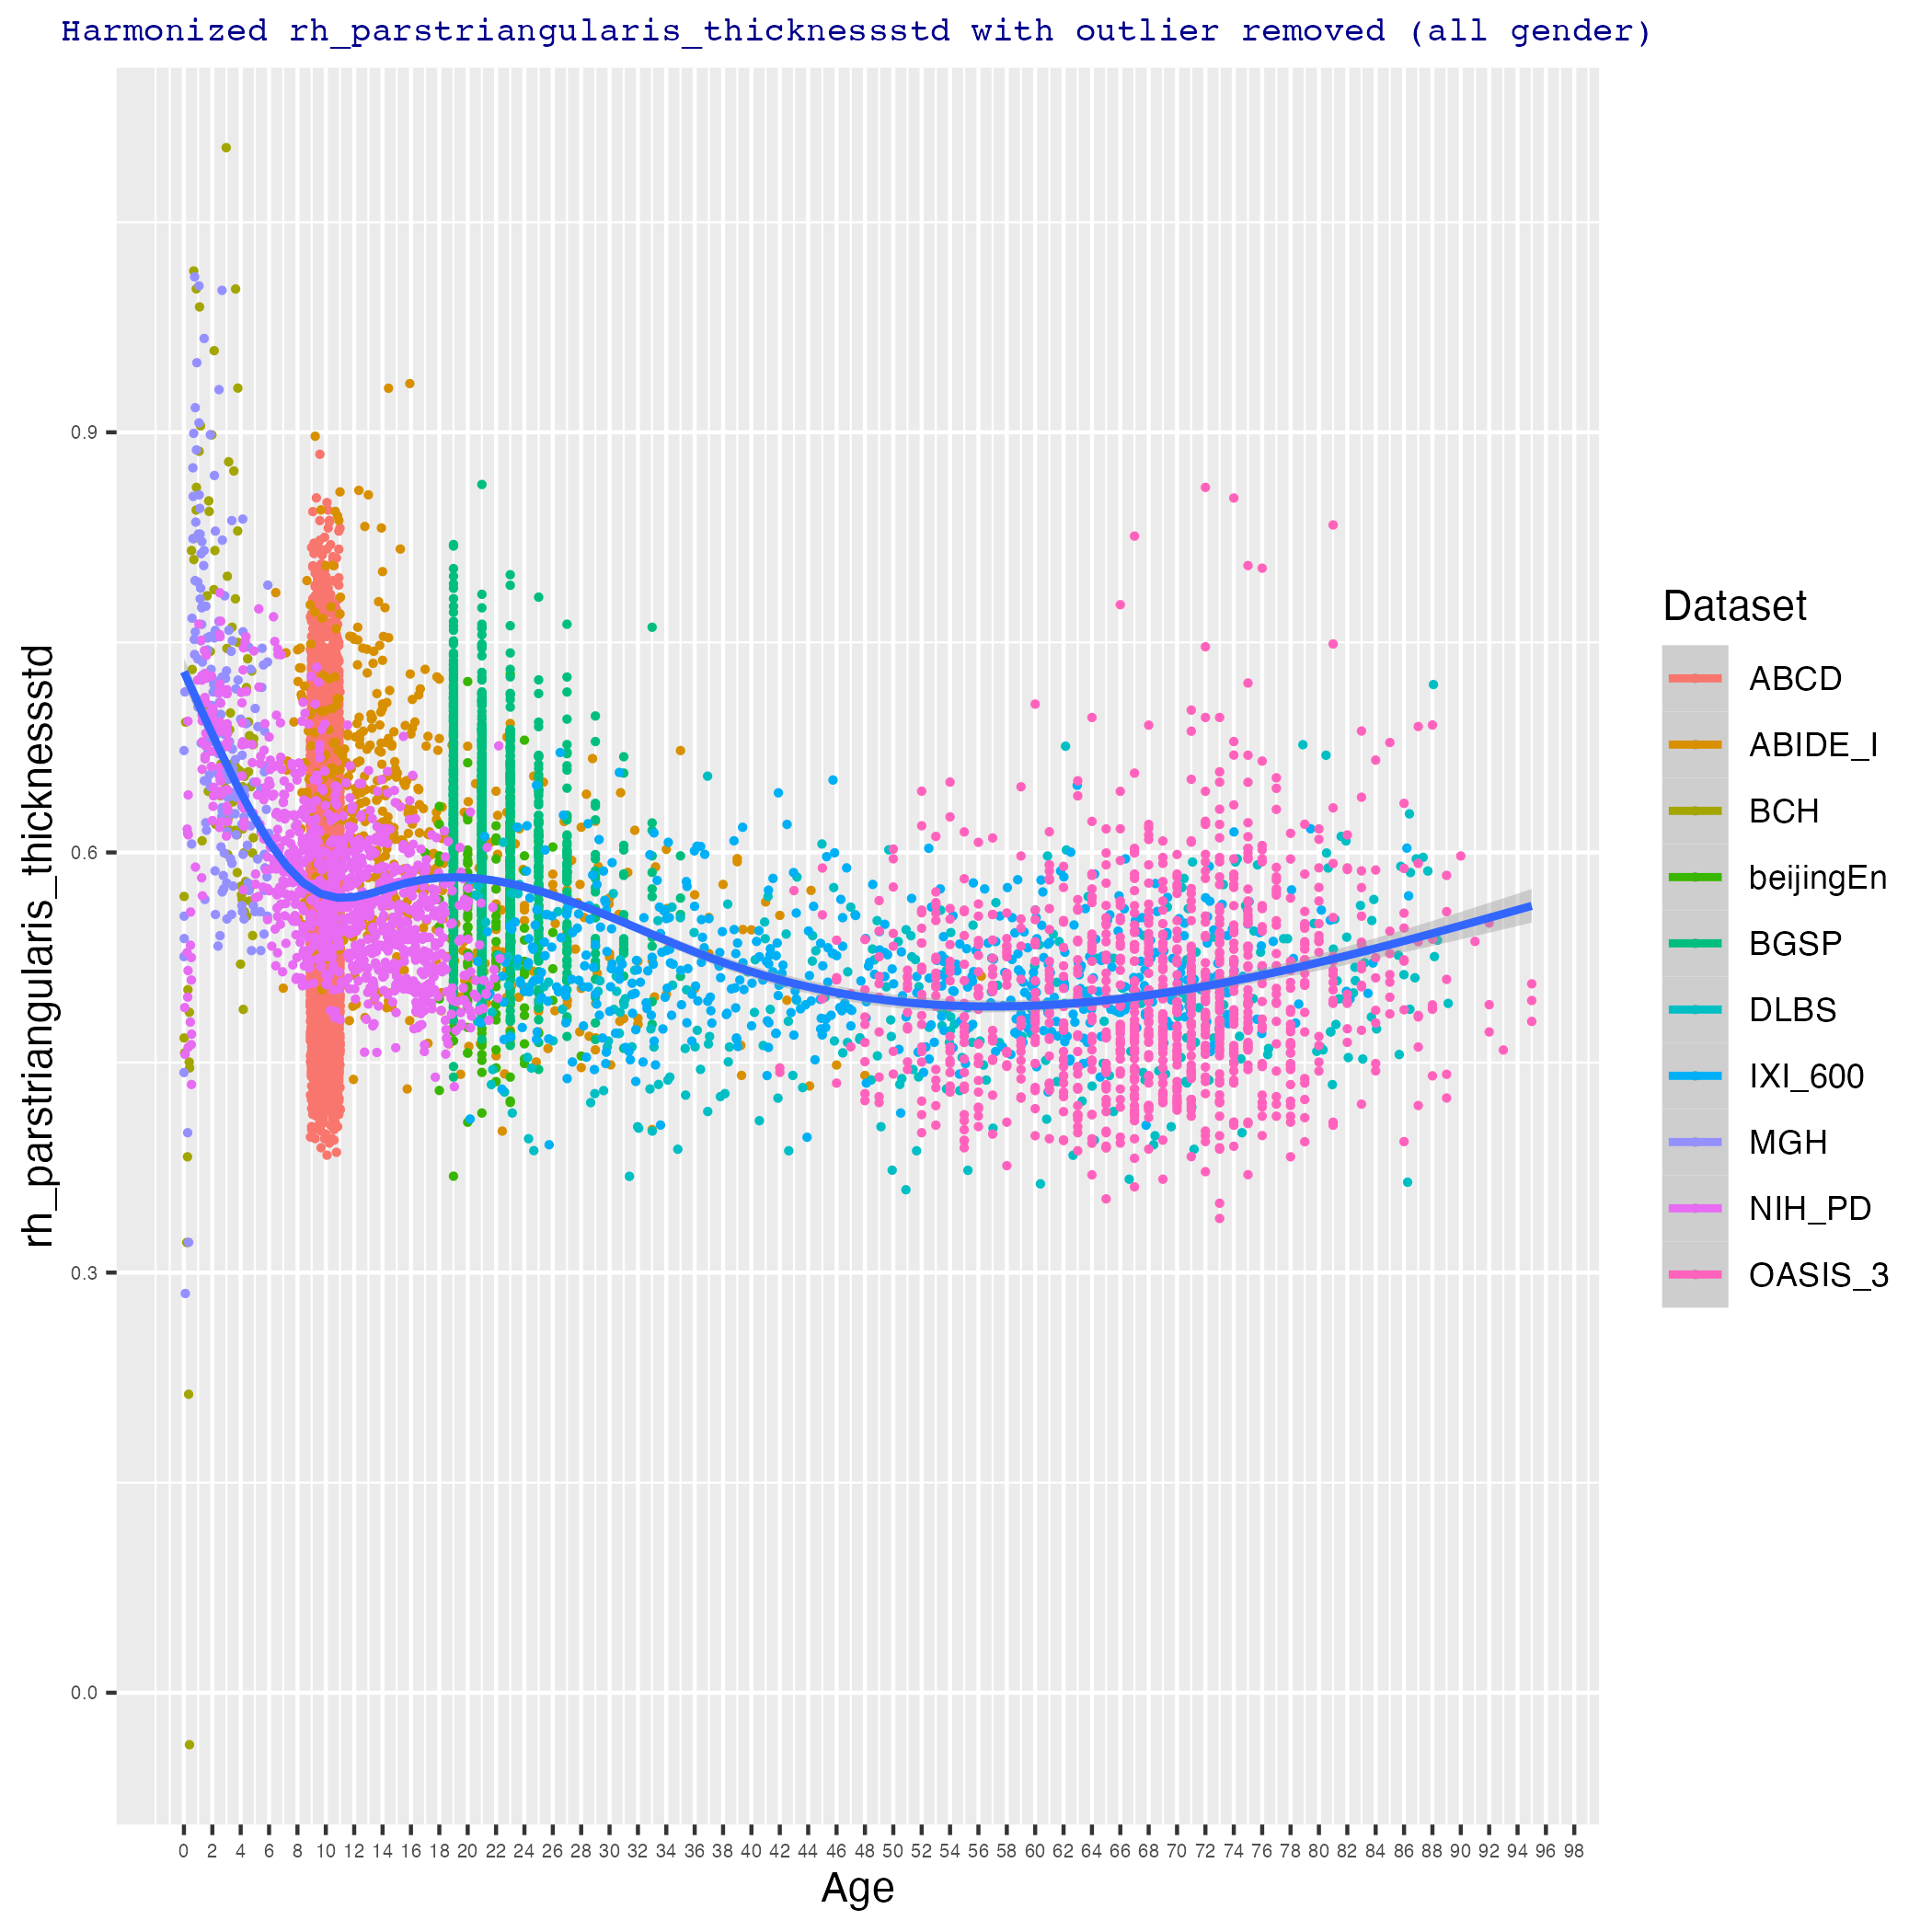 Harmonized rh_parstriangularis_thicknessstd with outlier removed (all gender)
rh_parstriangularis_thicknessstd
0.9
0.6
0.3
0.0
0 2 4 6 8 10 12 14 16 18 20 22 24 26 28 30 32 34 36 38 40 42 44 46 48 50 52 54 56 58 60 62 64 66 68 70 72 74 76 78 80 82 84 86 88 90 92 94 96 98
Age
Dataset
ABCD
ABIDE_I
BCH
beijingEn
BGSP
DLBS
IXI_600
MGH
NIH_PD
OASIS_3